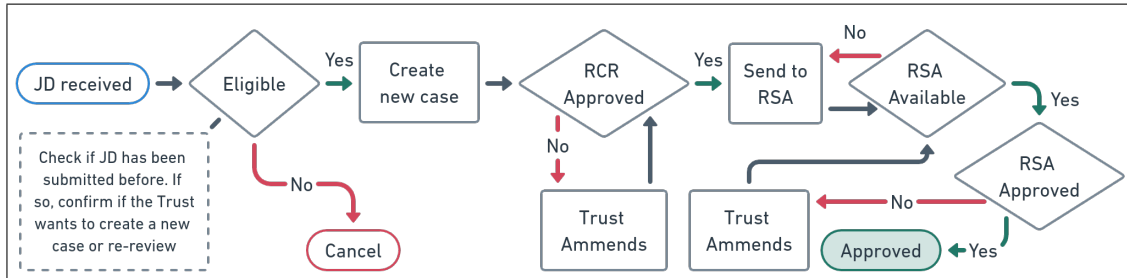 JD received
Eligible
Yes
Create
new case
RCR
Approved
Yes
Send to
RSA
No
RSA
Available
Yes
Check if JD has been
submitted before. If
so, confirm if the Trust
wants to create a new
case or re-review
No
Cancel
No
Trust
Ammends
Trust
Ammends
No
RSA
Approved
Yes
Approved